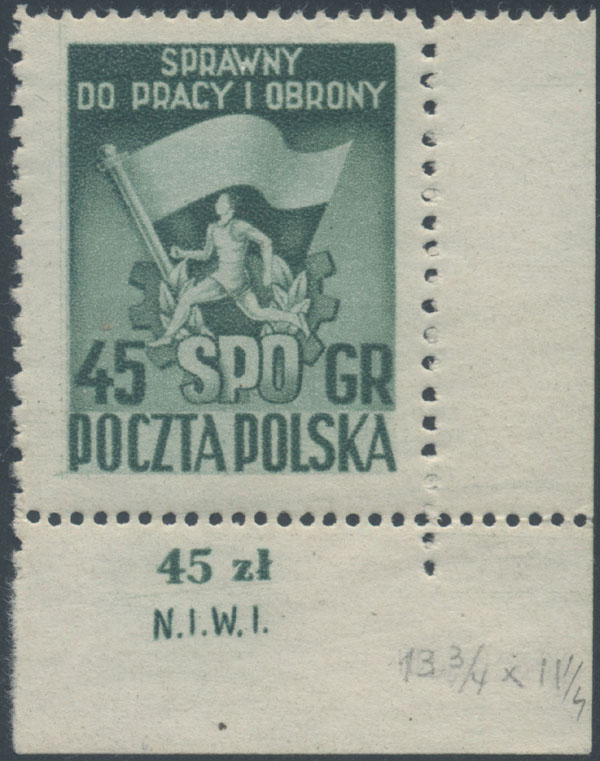 SPRAWNY
DO PRACY I OBRONY
45 SPO GR
POCZTA POLSKA
45 zł
N.I.W.I.
13 3/4 x 11 1/4